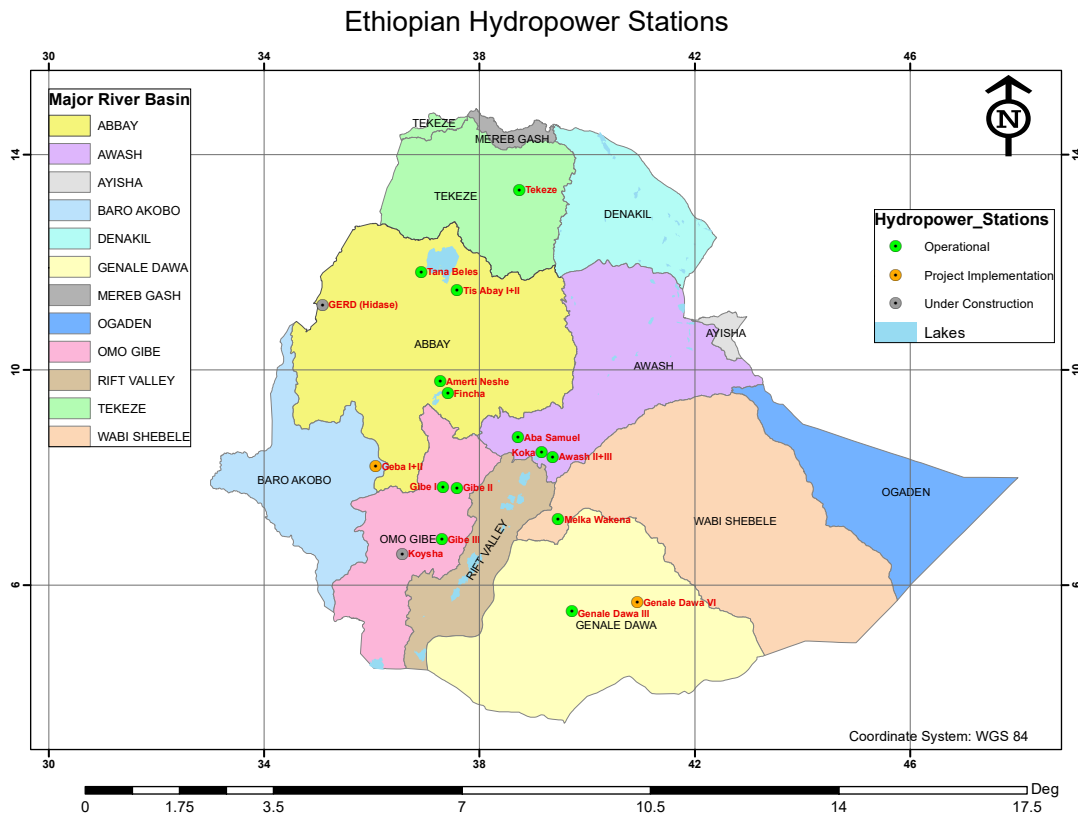 Ethiopian Hydropower Stations
30 34 38 42 46
Major River Basin
ABBAY
AWASH
AYISHA
BARO AKOBO
DENAKIL
GENALE DAWA
MEREB GASH
OGADEN
OMO GIBE
RIFT VALLEY
TEKEZE
WABI SHEBELE
N
14 14
10 10
6 6
Hydropower_Stations
Operational
Project Implementation
Under Construction
Lakes
TEKEZE
MEREB GASH
TEKEZE
Tekeze
DENAKIL
Tana Beles
Tis Abay I+II
GERD (Hidase)
AYISHA
ABBAY
AWASH
Amerti Neshe
Fincha
Aba Samuel
Koka
Awash II+III
Geba I+II
BARO AKOBO
Gibe I
Gibe II
OGADEN
Melka Wakena
WABI SHEBELE
OMO GIBE
Gibe III
RIFT VALLEY
Koysha
Genale Dawa VI
Genale Dawa III
GENALE DAWA
Coordinate System: WGS 84
30 34 38 42 46
Deg
0 1.75 3.5 7 10.5 14 17.5